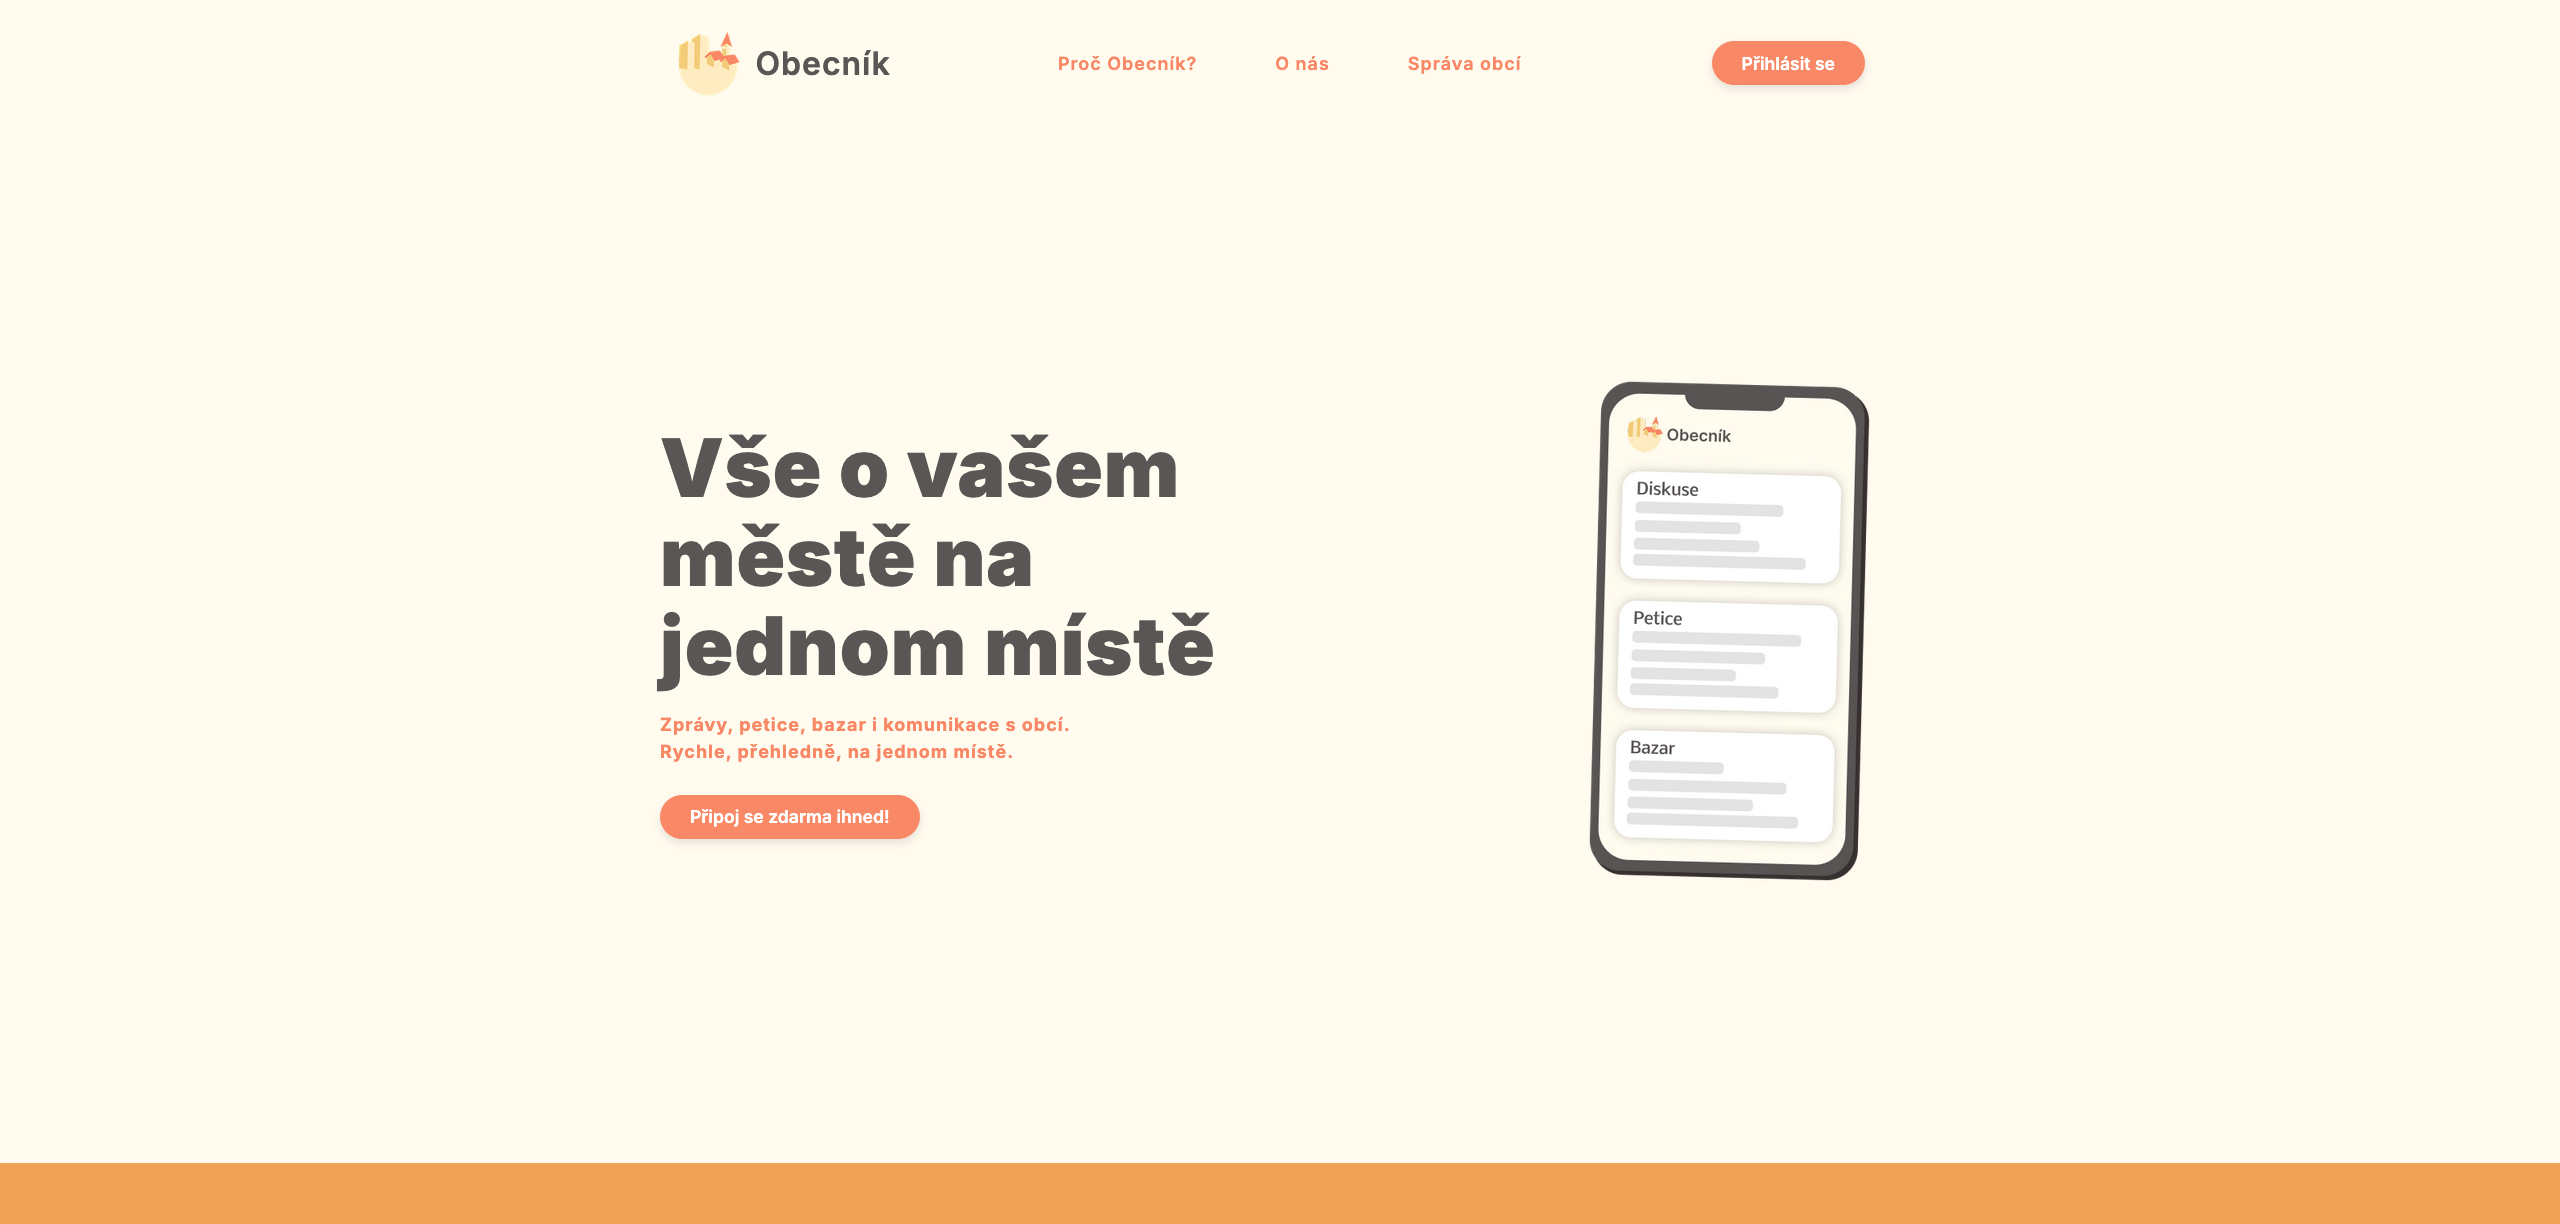 Obecník
Proč Obecník?
O nás
Správa obcí
Přihlásit se
Vše o vašem
městě na
jednom místě
Zprávy, petice, bazar i komunikace s obcí.
Rychle, přehledně, na jednom místě.
Připoj se zdarma ihned!
Obecník
Diskuse
Petice
Bazar